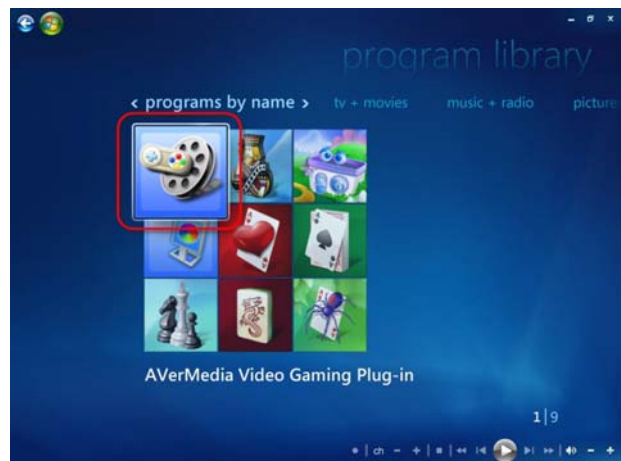 program library
< programs by name > tv + movies music + radio picture
AVerMedia Video Gaming Plug-in
1|9
ch - +